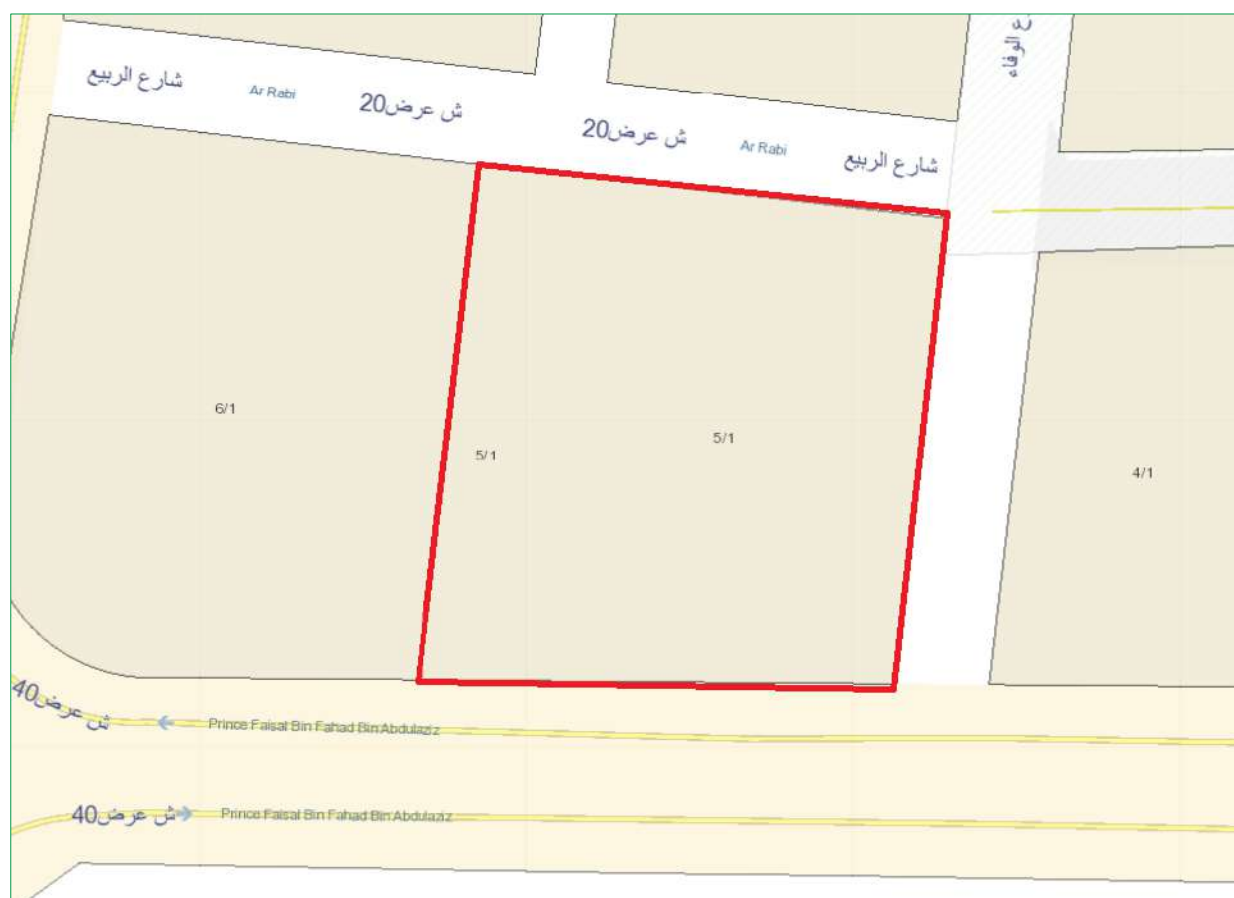 ع الوفاء
شارع الربيع
Ar Rabi
ش عرض20
ش عرض20
Ar Rabi
شارع الربيع
6/1
5/1
5/1
4/1
ش عرض40
Prince Faisal Bin Fahad Bin Abdulaziz
ش عرض40
Prince Faisal Bin Fahad Bin Abdulaziz